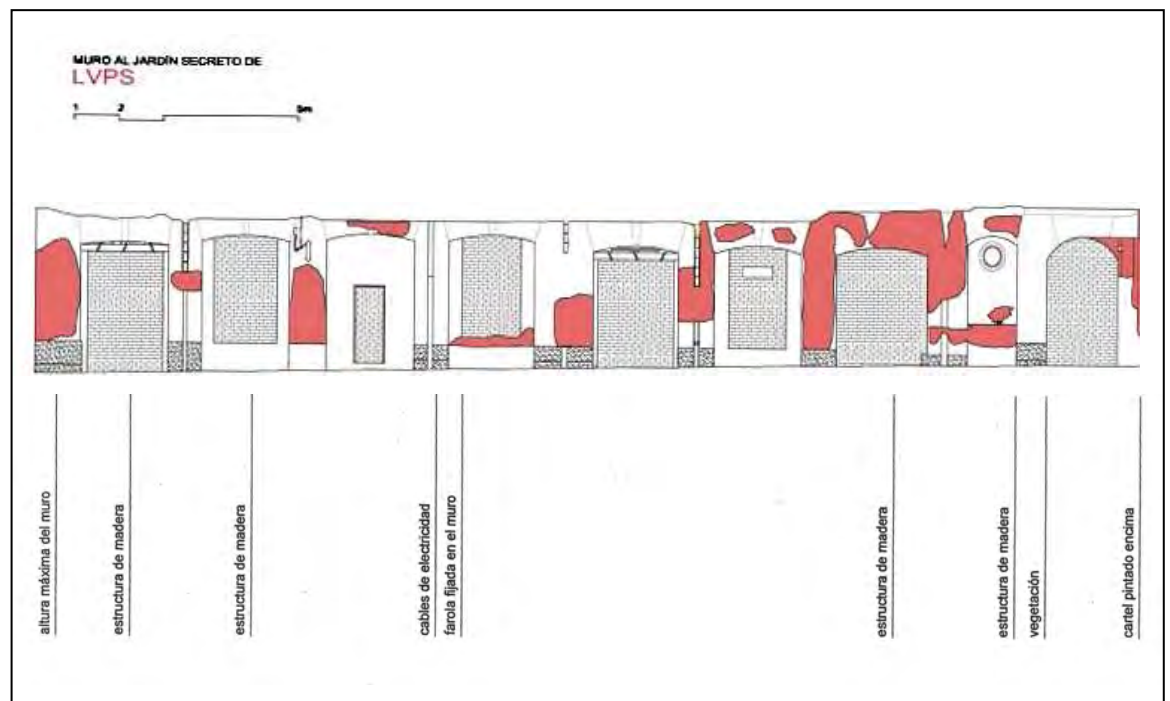 MURO AL JARDÍN SECRETO DE
LVPS
1 2 5m
altura máxima del muro
estructura de madera
estructura de madera
cables de electricidad
farola fijada en el muro
estructura de madera
estructura de madera
vegetación
cartel pintado encima